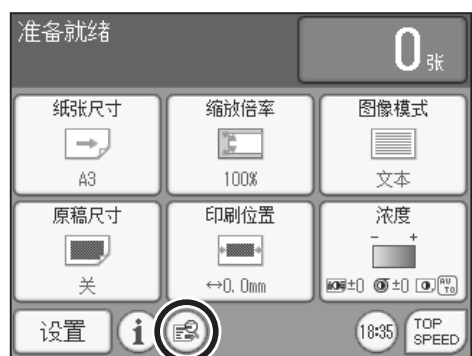 准备就绪
0张
纸张尺寸 缩放倍率 图像模式
A3 100% 文本
原稿尺寸 印刷位置 浓度
- +
关 ↔0.0mm ±0 ±0 AUTO
设置 i 18:35 TOP SPEED